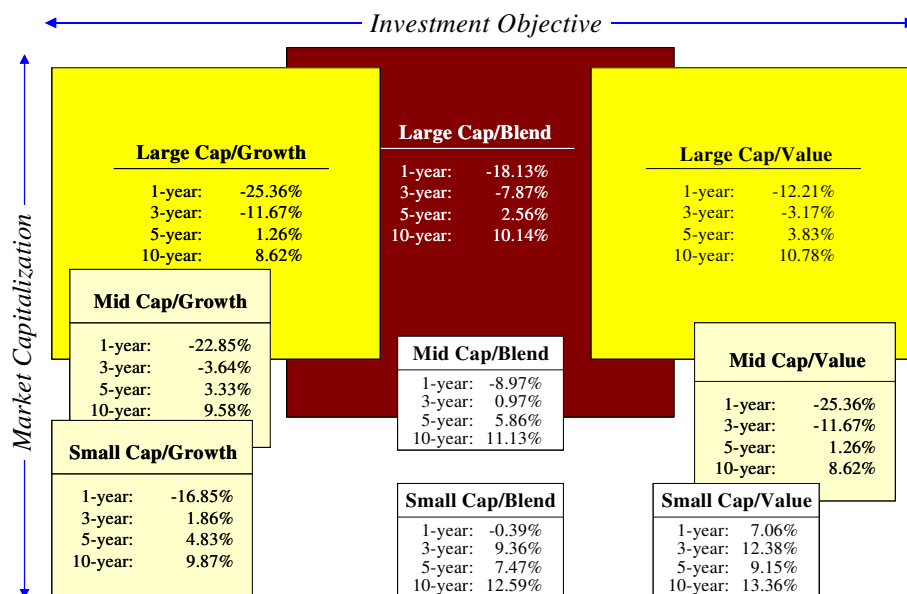 Investment Objective
Market Capitalization
Large Cap/Growth
1-year: -25.36%
3-year: -11.67%
5-year: 1.26%
10-year: 8.62%
Large Cap/Blend
1-year: -18.13%
3-year: -7.87%
5-year: 2.56%
10-year: 10.14%
Large Cap/Value
1-year: -12.21%
3-year: -3.17%
5-year: 3.83%
10-year: 10.78%
Mid Cap/Growth
1-year: -22.85%
3-year: -3.64%
5-year: 3.33%
10-year: 9.58%
Mid Cap/Blend
1-year: -8.97%
3-year: 0.97%
5-year: 5.86%
10-year: 11.13%
Mid Cap/Value
1-year: -25.36%
3-year: -11.67%
5-year: 1.26%
10-year: 8.62%
Small Cap/Growth
1-year: -16.85%
3-year: 1.86%
5-year: 4.83%
10-year: 9.87%
Small Cap/Blend
1-year: -0.39%
3-year: 9.36%
5-year: 7.47%
10-year: 12.59%
Small Cap/Value
1-year: 7.06%
3-year: 12.38%
5-year: 9.15%
10-year: 13.36%